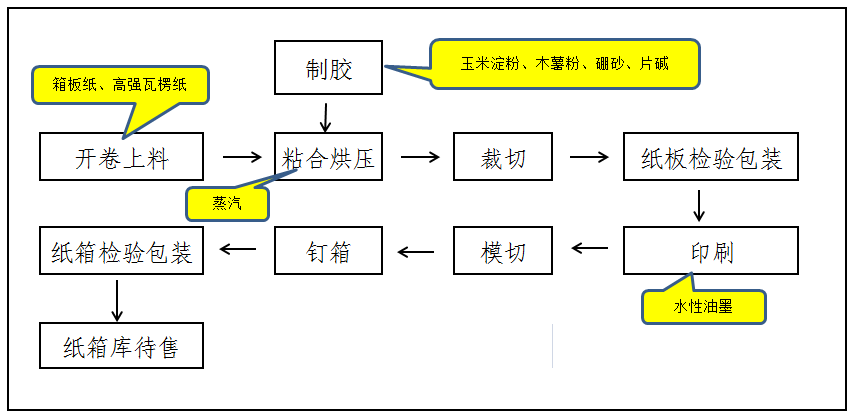 制胶
玉米淀粉、木薯粉、硼砂、片碱
箱板纸、高强瓦楞纸
开卷上料
粘合烘压
裁切
纸板检验包装
蒸汽
纸箱检验包装
钉箱
模切
印刷
水性油墨
纸箱库待售